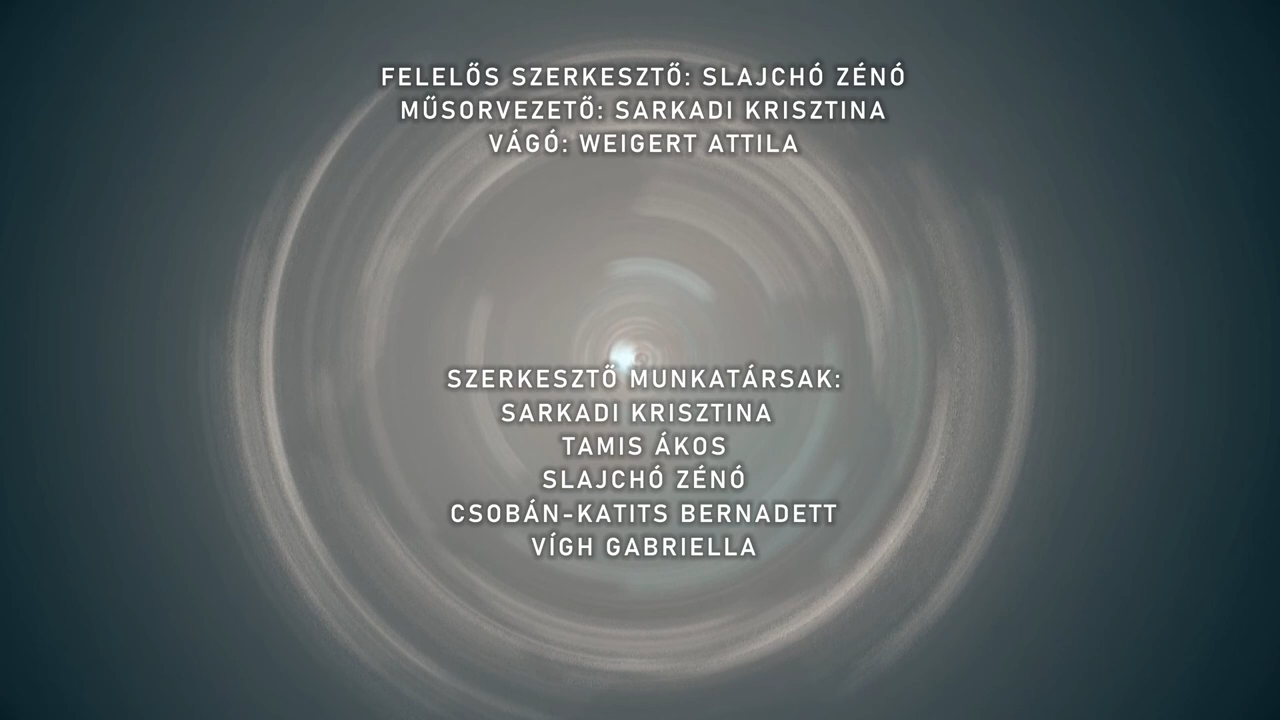 FELELŐS SZERKESZTŐ: SLAJCHÓ ZÉNÓ
MŰSORVEZETŐ: SARKADI KRISZTINA
VÁGÓ: WEIGERT ATTILA
SZERKESZTŐ MUNKATÁRSAK:
SARKADI KRISZTINA
TAMIS ÁKOS
SLAJCHÓ ZÉNÓ
CSOBÁN-KATITS BERNADETT
VÍGH GABRIELLA